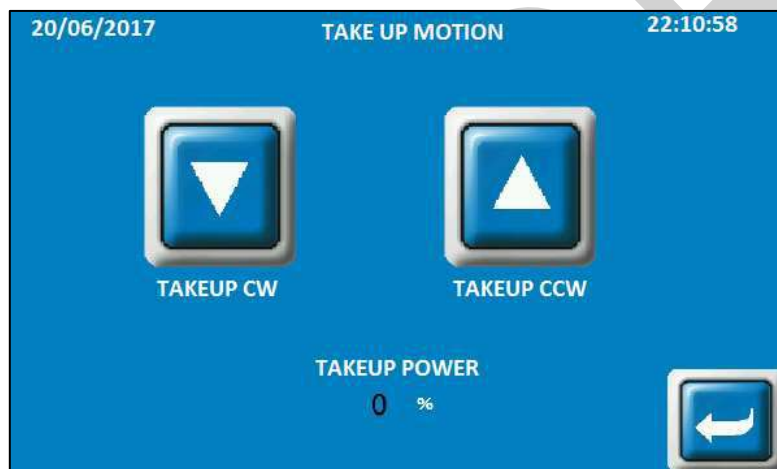 20/06/2017 TAKE UP MOTION 22:10:58
TAKEUP CW TAKEUP CCW
TAKEUP POWER
0 %